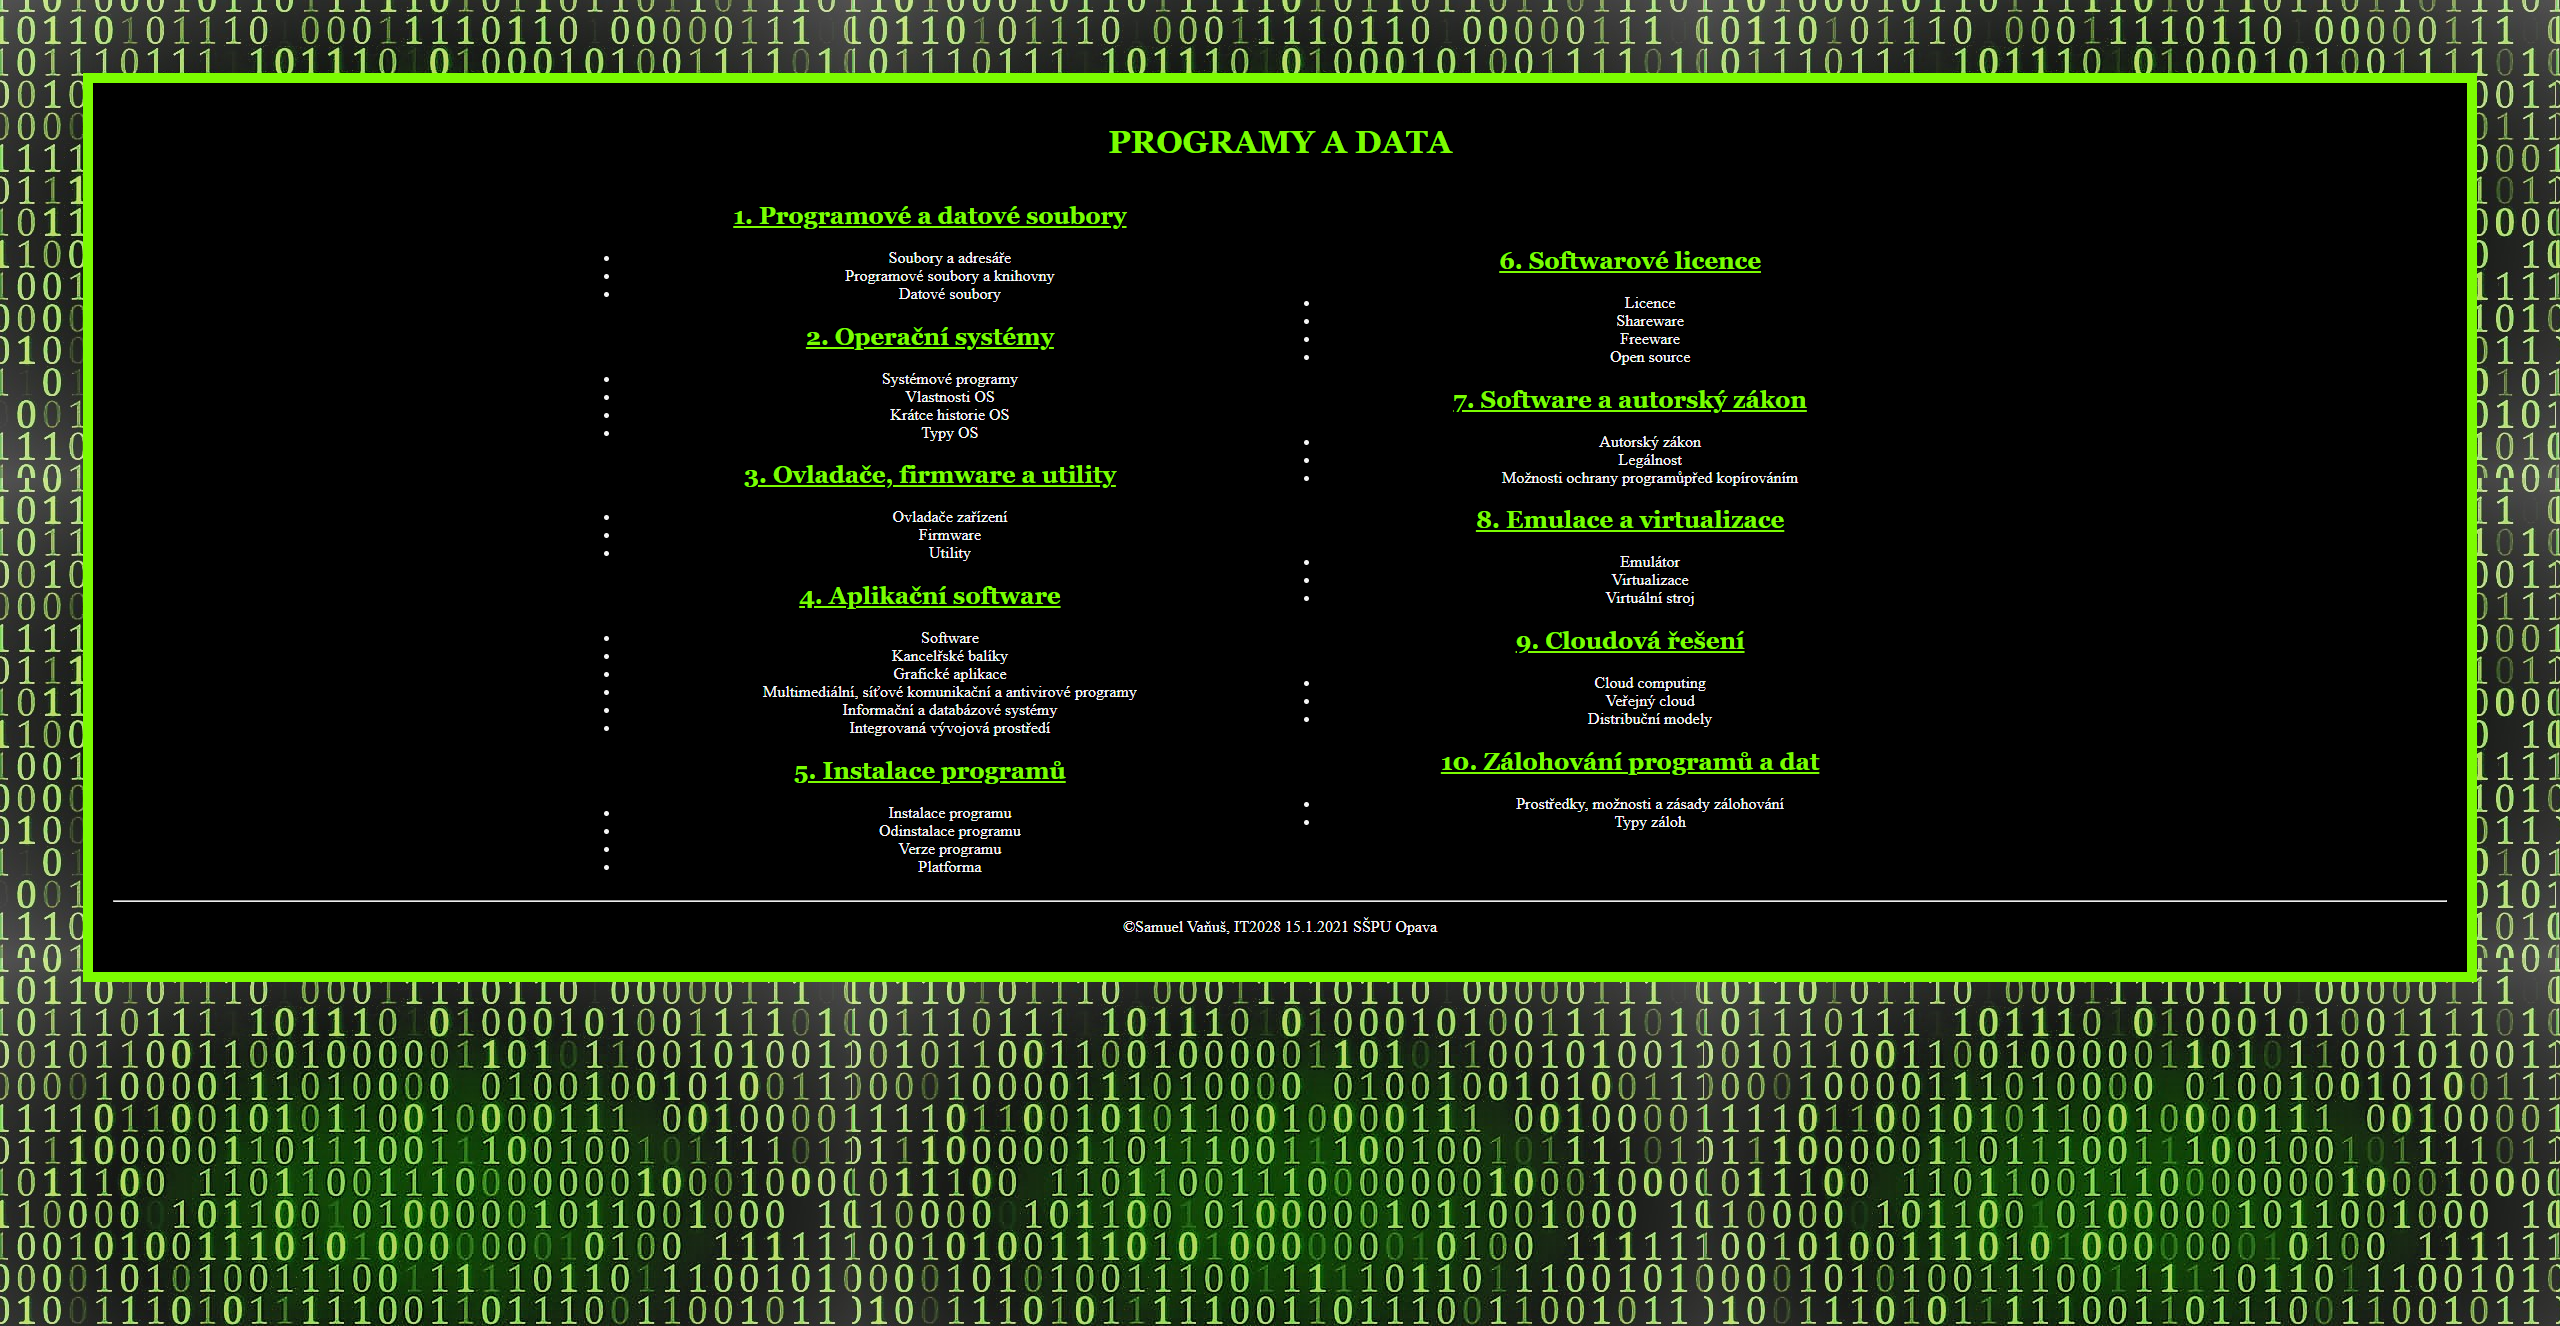 PROGRAMY A DATA
1. Programové a datové soubory
Soubory a adresáře
Programové soubory a knihovny
Datové soubory
2. Operační systémy
Systémové programy
Vlastnosti OS
Krátce historie OS
Typy OS
3. Ovladače, firmware a utility
Ovladače zařízení
Firmware
Utility
4. Aplikační software
Software
Kancelřské balíky
Grafické aplikace
Multimediální, síťové komunikační a antivirové programy
Informační a databázové systémy
Integrovaná vývojová prostředí
5. Instalace programů
Instalace programu
Odinstalace programu
Verze programu
Platforma
6. Softwarové licence
Licence
Shareware
Freeware
Open source
7. Software a autorský zákon
Autorský zákon
Legálnost
Možnosti ochrany programůpřed kopírováním
8. Emulace a virtualizace
Emulátor
Virtualizace
Virtuální stroj
9. Cloudová řešení
Cloud computing
Veřejný cloud
Distribuční modely
10. Zálohování programů a dat
Prostředky, možnosti a zásady zálohování
Typy záloh
©Samuel Vaňuš, IT2028 15.1.2021 SŠPU Opava